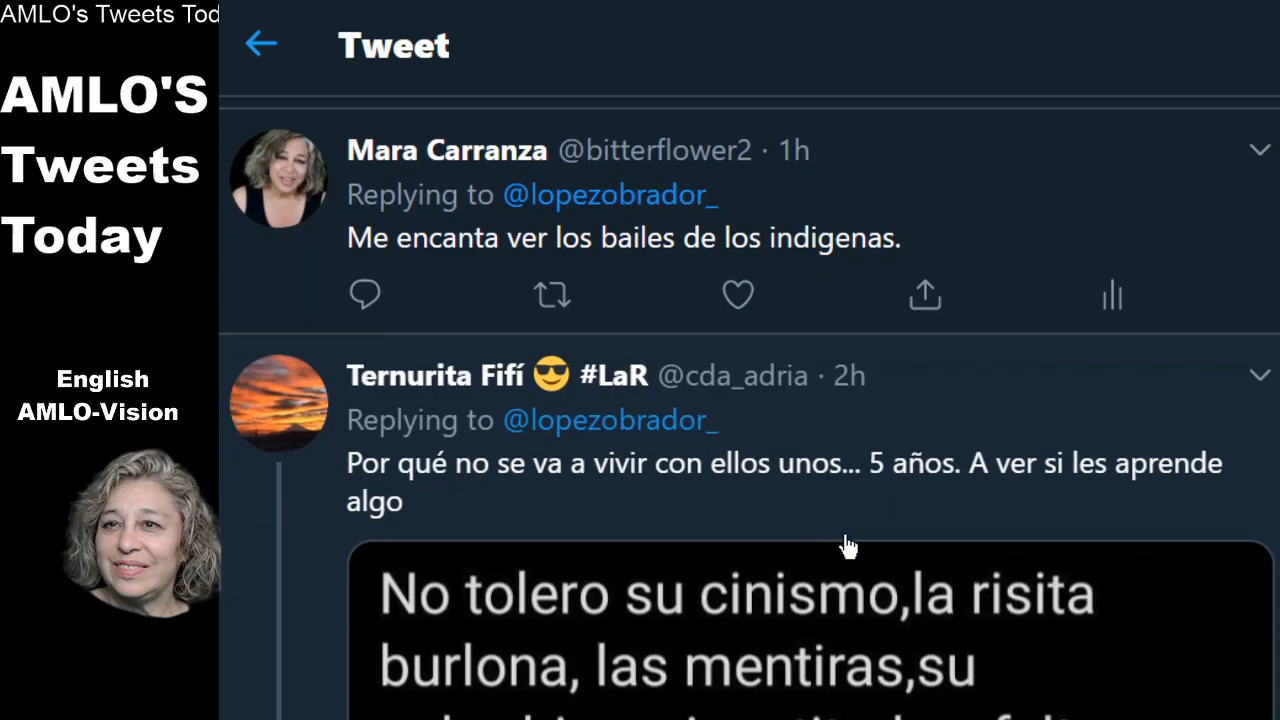 AMLO's Tweets Tod
AMLO'S
Tweets
Today
English
AMLO-Vision
Tweet
Mara Carranza @bitterflower2 · 1h
Replying to @lopezobrador_
Me encanta ver los bailes de los indigenas.
Ternurita Fifí 😎 #LaR @cda_adria · 2h
Replying to @lopezobrador_
Por qué no se va a vivir con ellos unos... 5 años. A ver si les aprende
algo
No tolero su cinismo,la risita
burlona, las mentiras,su